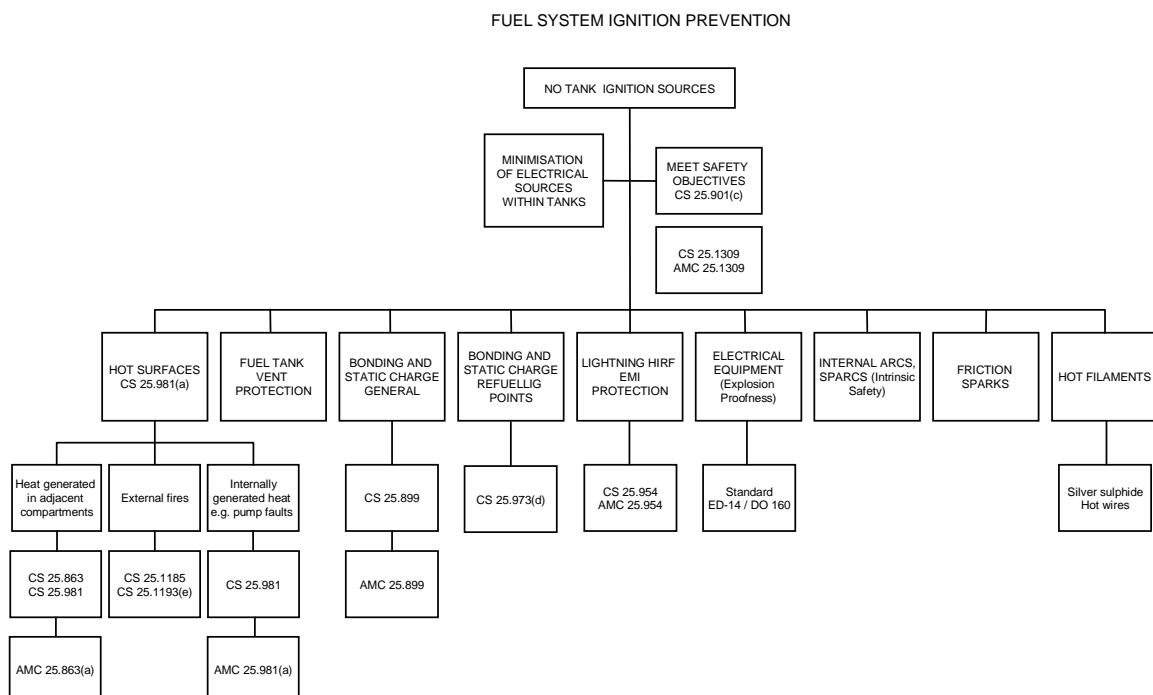 FUEL SYSTEM IGNITION PREVENTION
NO TANK IGNITION SOURCES
MINIMISATION
OF ELECTRICAL
SOURCES
WITHIN TANKS
MEET SAFETY
OBJECTIVES
CS 25.901(c)
CS 25.1309
AMC 25.1309
HOT SURFACES
CS 25.981(a)
FUEL TANK
VENT
PROTECTION
BONDING AND
STATIC CHARGE
GENERAL
BONDING AND
STATIC CHARGE
REFUELLIG
POINTS
LIGHTNING HIRF
EMI
PROTECTION
ELECTRICAL
EQUIPMENT
(Explosion
Proofness)
INTERNAL ARCS,
SPARCS (Intrinsic
Safety)
FRICTION
SPARKS
HOT FILAMENTS
Heat generated
in adjacent
compartments
External fires
Internally
generated heat
e.g. pump faults
CS 25.899
CS 25.973(d)
CS 25.954
AMC 25.954
Standard
ED-14 / DO 160
Silver sulphide
Hot wires
CS 25.863
CS 25.981
CS 25.1185
CS 25.1193(e)
CS 25.981
AMC 25.899
AMC 25.863(a)
AMC 25.981(a)